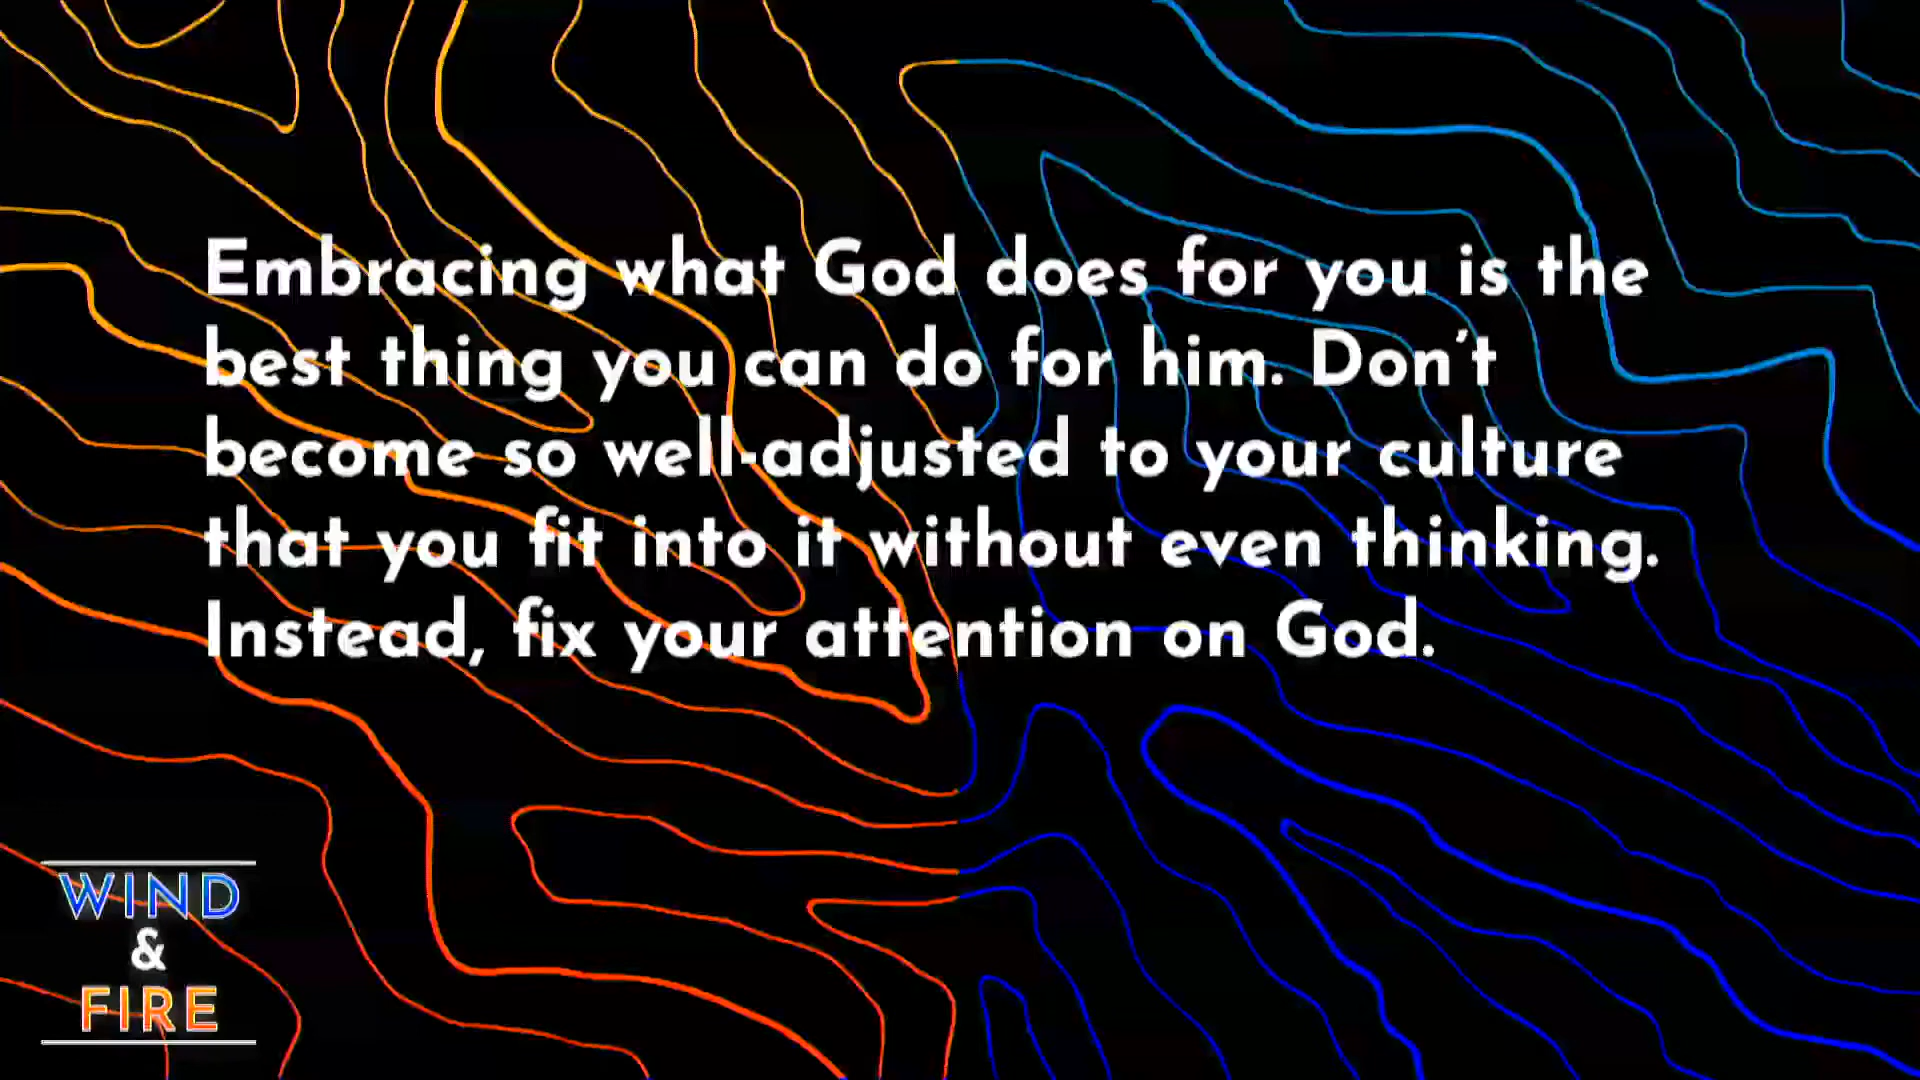 Embracing what God does for you is the
best thing you can do for him. Don't
become so well-adjusted to your culture
that you fit into it without even thinking.
Instead, fix your attention on God.
WIND
&
FIRE